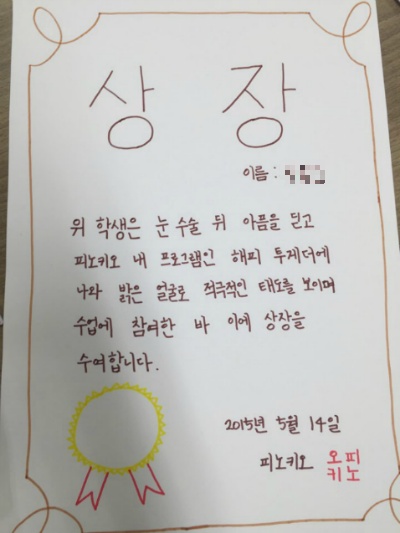 상 장
이름 :
위 학생은 눈 수술 뒤 아픔을 딛고
피노키오 내 프로그램인 해피 투게더에
나와 밝은 얼굴로 적극적인 태도를 보이며
수업에 참여한 바 이에 상장을
수여합니다.
2015년 5월 14일
피노키오 오피
키노